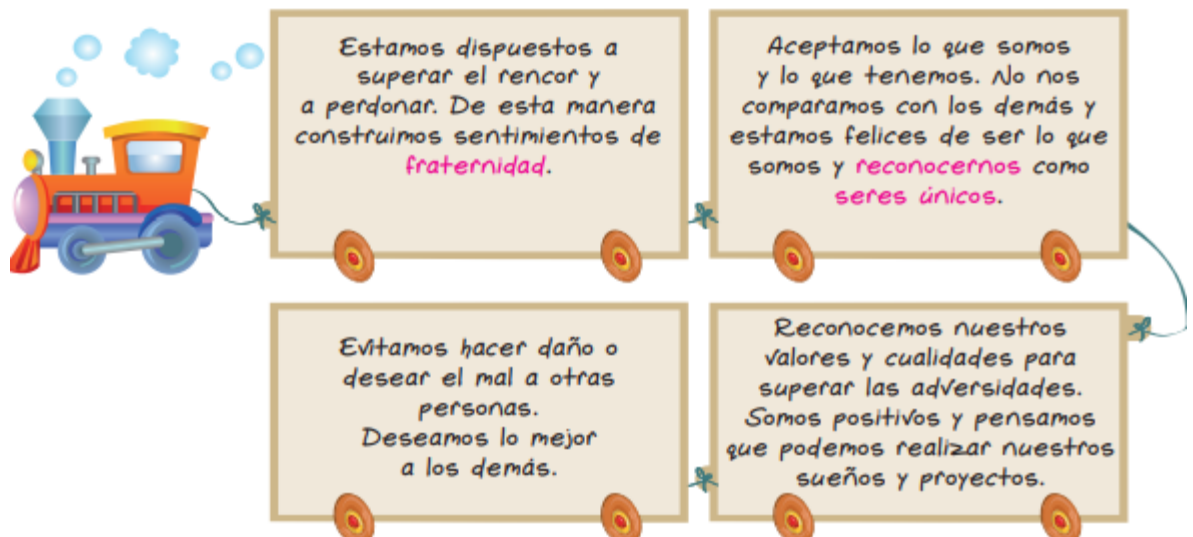 Estamos dispuestos a
superar el rencor y
a perdonar. De esta manera
construimos sentimientos de
fraternidad.
Aceptamos lo que somos
y lo que tenemos. No nos
comparamos con los demás y
estamos felices de ser lo que
somos y reconocernos como
seres únicos.
Reconocemos nuestros
valores y cualidades para
superar las adversidades.
Somos positivos y pensamos
que podemos realizar nuestros
sueños y proyectos.
Evitamos hacer daño o
desear el mal a otras
personas.
Deseamos lo mejor
a los demás.